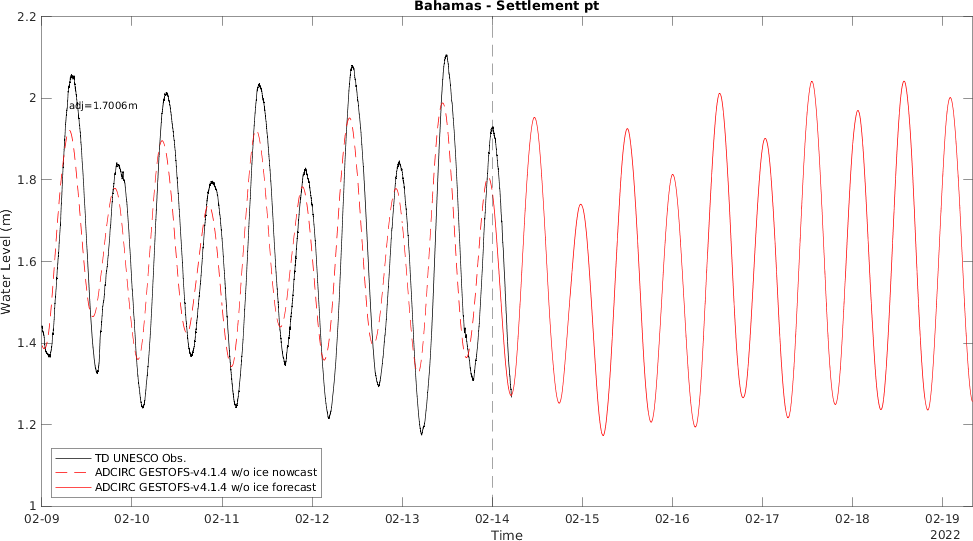 Bahamas - Settlement pt
2.2
2
1.8
1.6
1.4
1.2
1
Water Level (m)
adj=1.7006m
TD UNESCO Obs.
ADCIRC GESTOFS-v4.1.4 w/o ice nowcast
ADCIRC GESTOFS-v4.1.4 w/o ice forecast
02-09 02-10 02-11 02-12 02-13 02-14 02-15 02-16 02-17 02-18 02-19
2022
Time